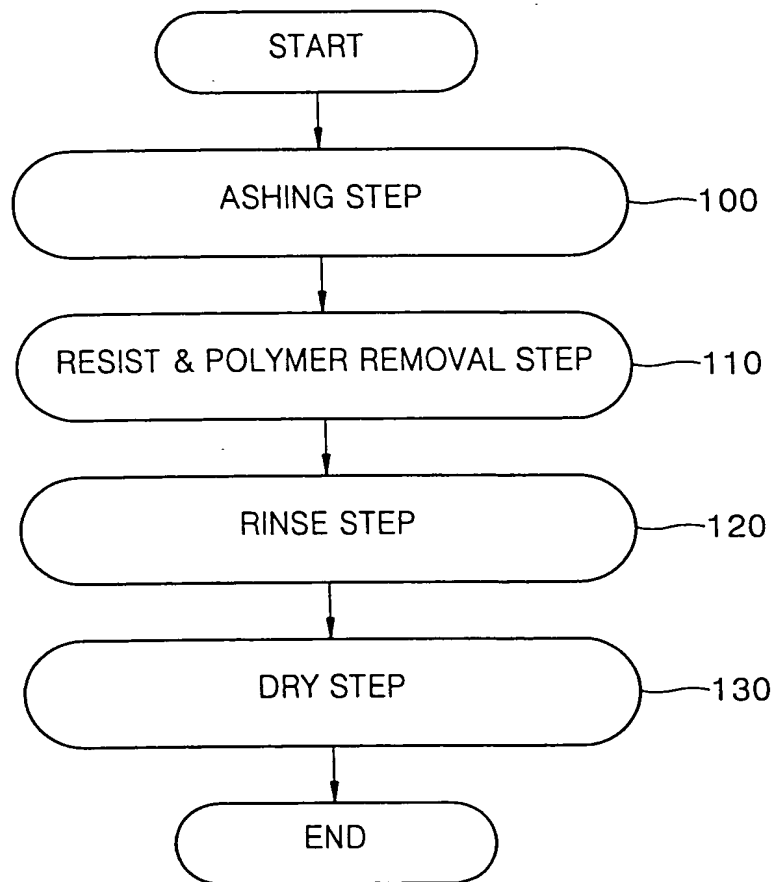 START
ASHING STEP 100
RESIST & POLYMER REMOVAL STEP 110
RINSE STEP 120
DRY STEP 130
END